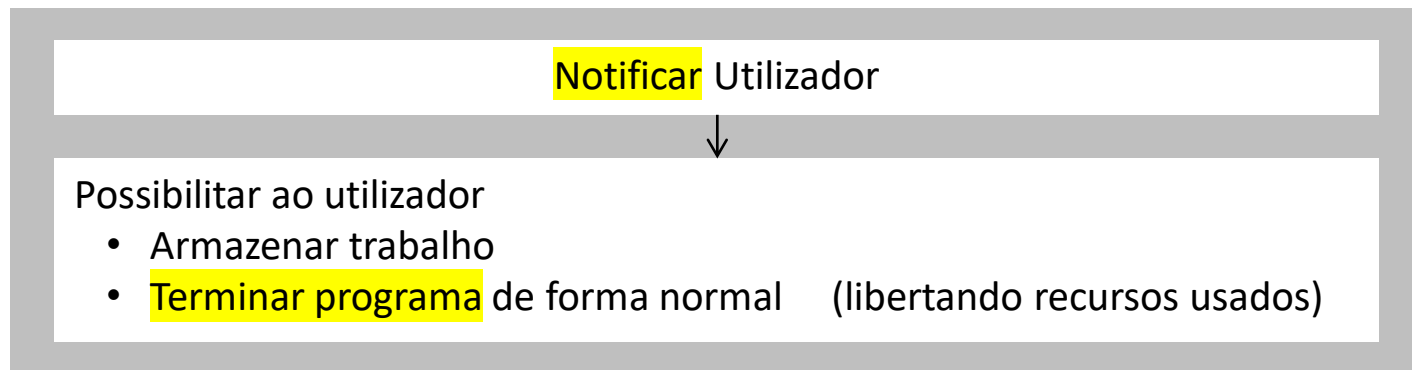 Notificar Utilizador
Possibilitar ao utilizador
• Armazenar trabalho
• Terminar programa de forma normal (libertando recursos usados)